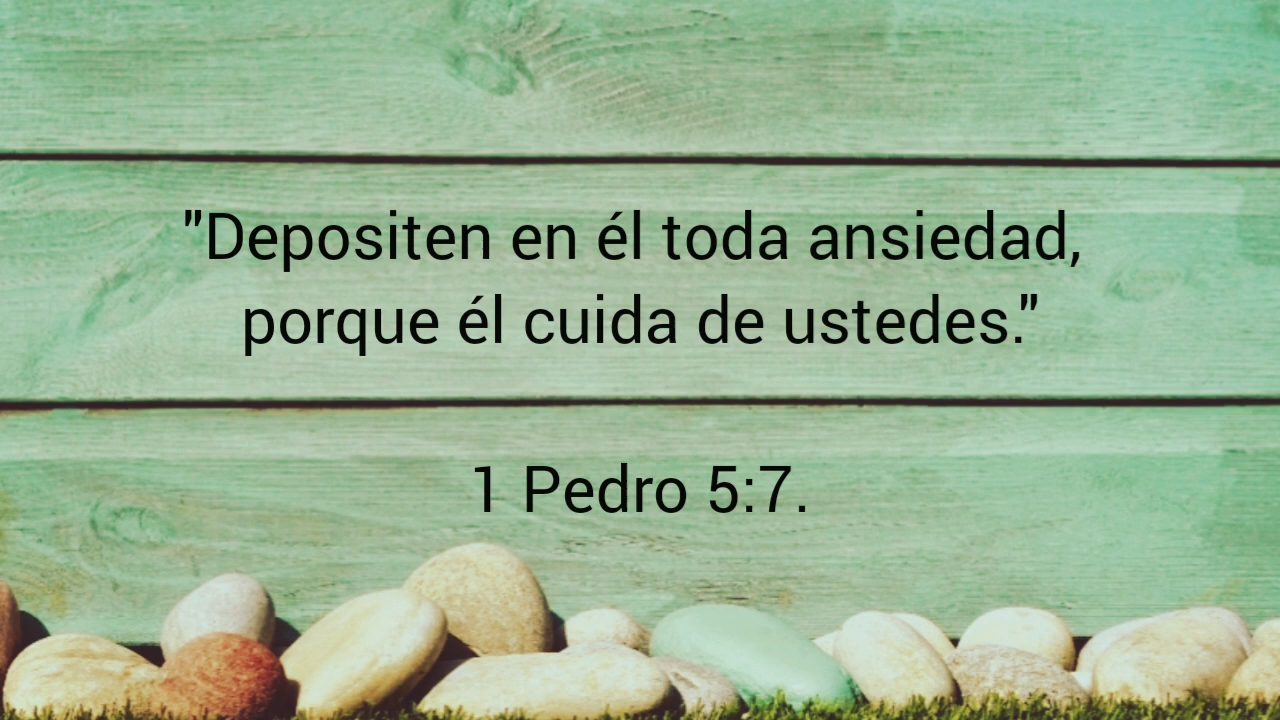 "Depositen en él toda ansiedad,
porque él cuida de ustedes."
1 Pedro 5:7.